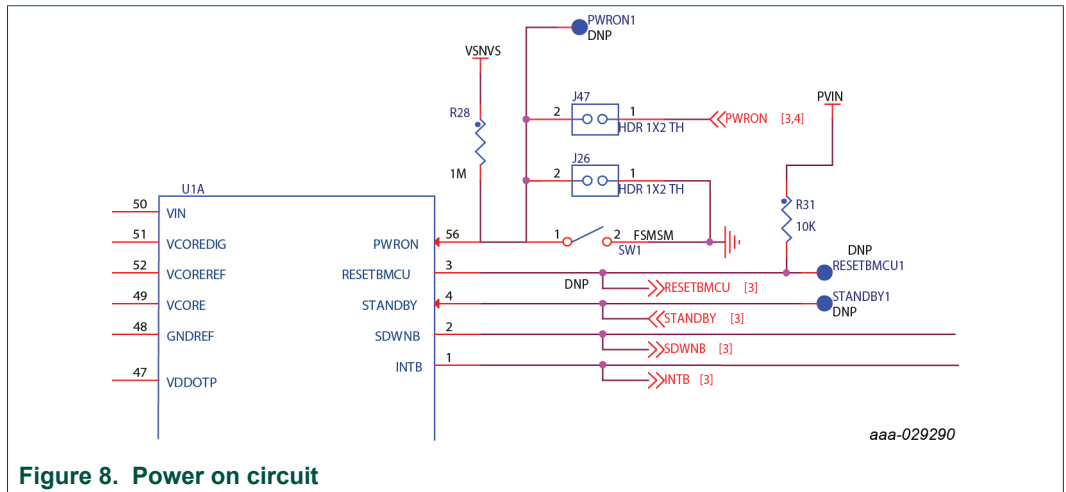 PWRON1
DNP
VSNVS
J47
2 1
HDR 1X2 TH
PWRON [3,4]
PVIN
R28
1M
J26
2 1
HDR 1X2 TH
R31
10K
U1A
50 VIN
51 VCOREDIG
52 VCOREREF
49 VCORE
48 GNDREF
47 VDDOTP
PWRON 56
1 2 FSMSM
SW1
RESETBMCU 3
DNP
RESETBMCU1
DNP
RESETBMCU [3]
STANDBY 4
STANDBY1
DNP
STANDBY [3]
SDWNB 2
SDWNB [3]
INTB 1
INTB [3]
aaa-029290
Figure 8. Power on circuit